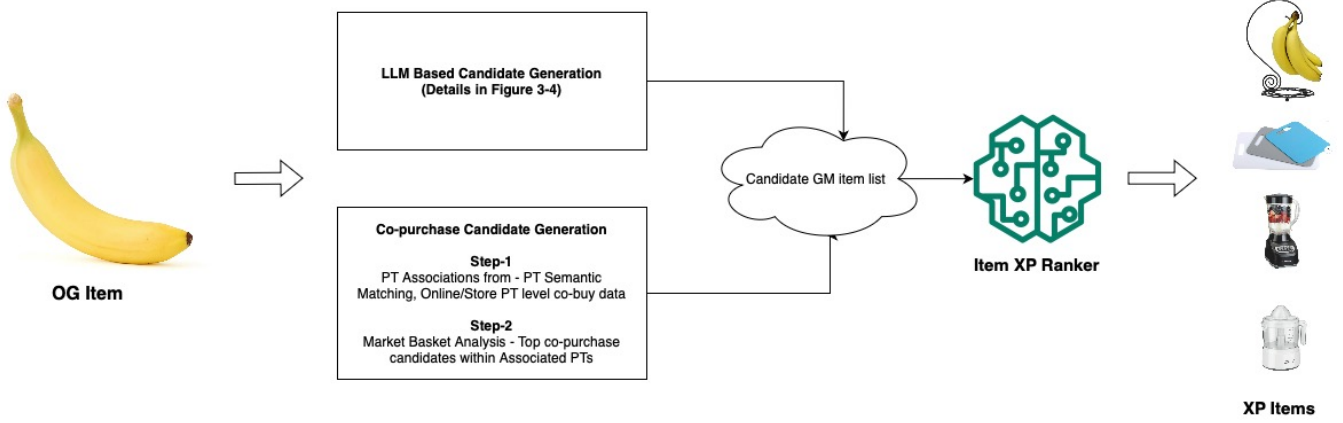 OG Item
LLM Based Candidate Generation
(Details in Figure 3-4)
Co-purchase Candidate Generation
Step-1
PT Associations from - PT Semantic
Matching, Online/Store PT level co-buy data
Step-2
Market Basket Analysis - Top co-purchase
candidates within Associated PTs
Candidate GM item list
Item XP Ranker
XP Items